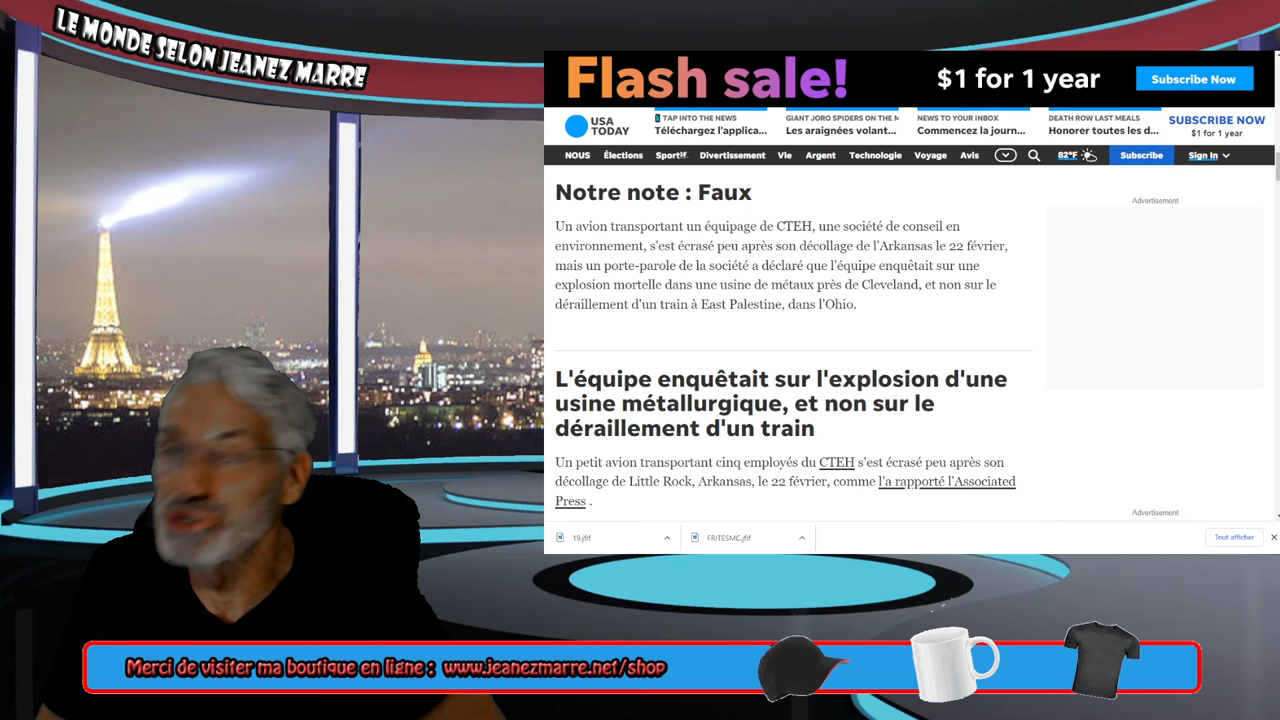 LE MONDE SELON JEANEZ MARRE
Flash sale!
$1 for 1 year
Subscribe Now
USA
TODAY
TAP INTO THE NEWS
Téléchargez l'applica...
GIANT JORO SPIDERS ON THE
Les araignées volant...
NEWS TO YOUR INBOX
Commencez la journ...
DEATH ROW LAST MEALS
Honorer toutes les d...
SUBSCRIBE NOW
$1 for 1 year
NOUS Élections Sportif. Divertissement Vie Argent Technologie Voyage Avis 82°F Subscribe Sign In
Notre note : Faux
Advertisement
Un avion transportant un équipage de CTEH, une société de conseil en
environnement, s'est écrasé peu après son décollage de l'Arkansas le 22 février,
mais un porte-parole de la société a déclaré que l'équipe enquêtait sur une
explosion mortelle dans une usine de métaux près de Cleveland, et non sur le
déraillement d'un train à East Palestine, dans l'Ohio.
L'équipe enquêtait sur l'explosion d'une
usine métallurgique, et non sur le
déraillement d'un train
Un petit avion transportant cinq employés du CTEH s'est écrasé peu après son
décollage de Little Rock, Arkansas, le 22 février, comme l'a rapporté l'Associated
Press .
Advertisement
19.jfif
FRITESMC.jfif
Tout afficher
Merci de visiter ma boutique en ligne : www.jeanezmarre.net/shop